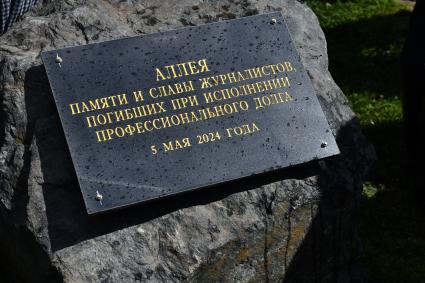 АЛЛЕЯ
ПАМЯТИ И СЛАВЫ ЖУРНАЛИСТОВ,
ПОГИБШИХ ПРИ ИСПОЛНЕНИИ
ПРОФЕССИОНАЛЬНОГО ДОЛГА
5 МАЯ 2024 ГОДА